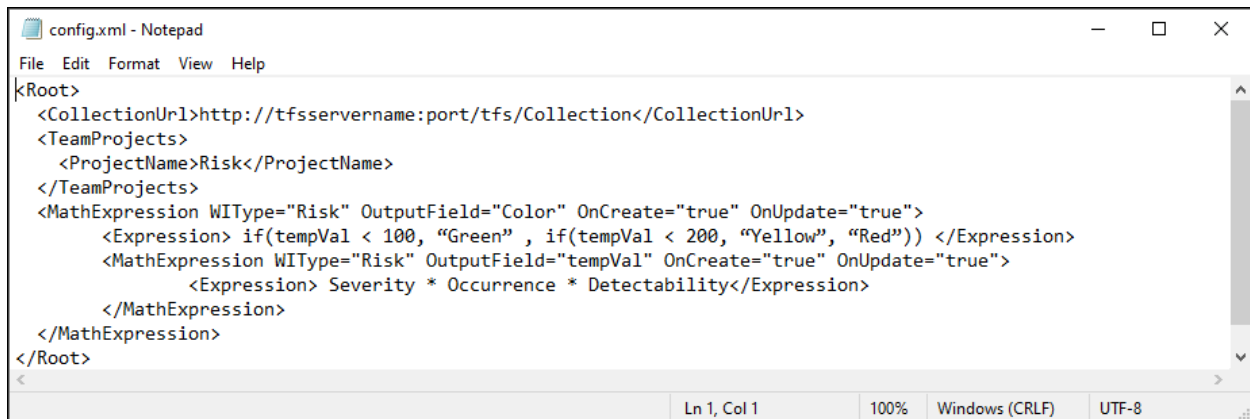 config.xml - Notepad
File Edit Format View Help
<Root>
  <CollectionUrl>http://tfsservername:port/tfs/Collection</CollectionUrl>
  <TeamProjects>
    <ProjectName>Risk</ProjectName>
  </TeamProjects>
  <MathExpression WIType="Risk" OutputField="Color" OnCreate="true" OnUpdate="true">
        <Expression> if(tempVal < 100, “Green” , if(tempVal < 200, “Yellow”, “Red”)) </Expression>
        <MathExpression WIType="Risk" OutputField="tempVal" OnCreate="true" OnUpdate="true">
                <Expression> Severity * Occurrence * Detectability</Expression>
        </MathExpression>
  </MathExpression>
</Root>
Ln 1, Col 1 100% Windows (CRLF) UTF-8